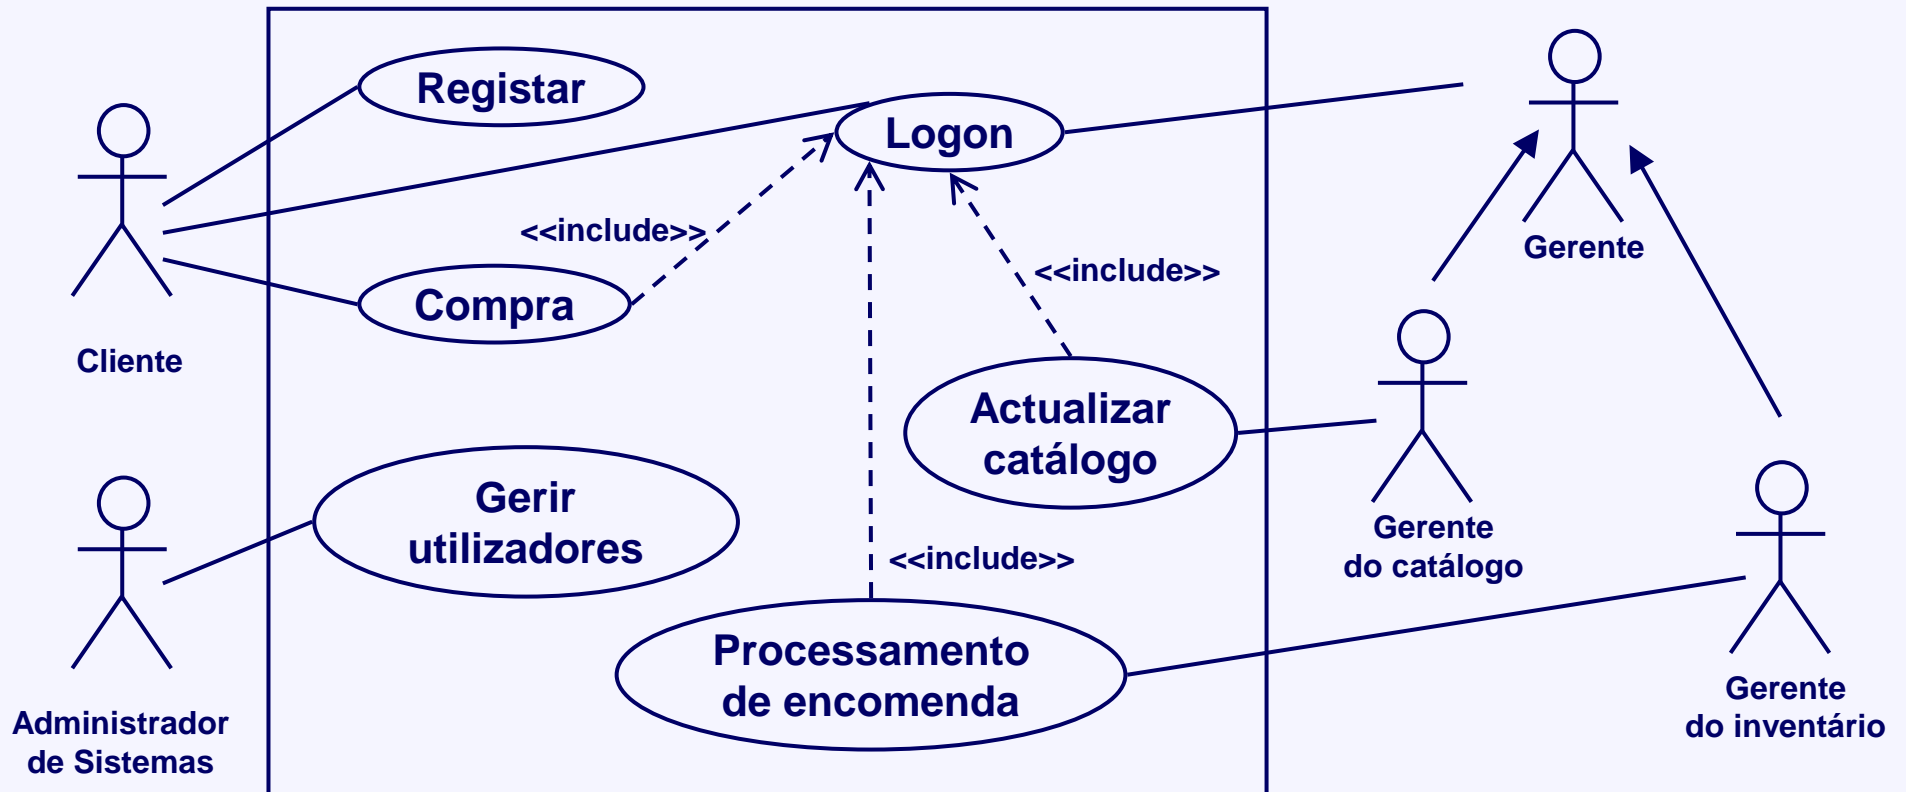 Registar
Logon
<<include>>
Gerente
<<include>>
Compra
Cliente
Actualizar
catálogo
Gerir
utilizadores
Gerente
do catálogo
<<include>>
Processamento
de encomenda
Gerente
do inventário
Administrador
de Sistemas